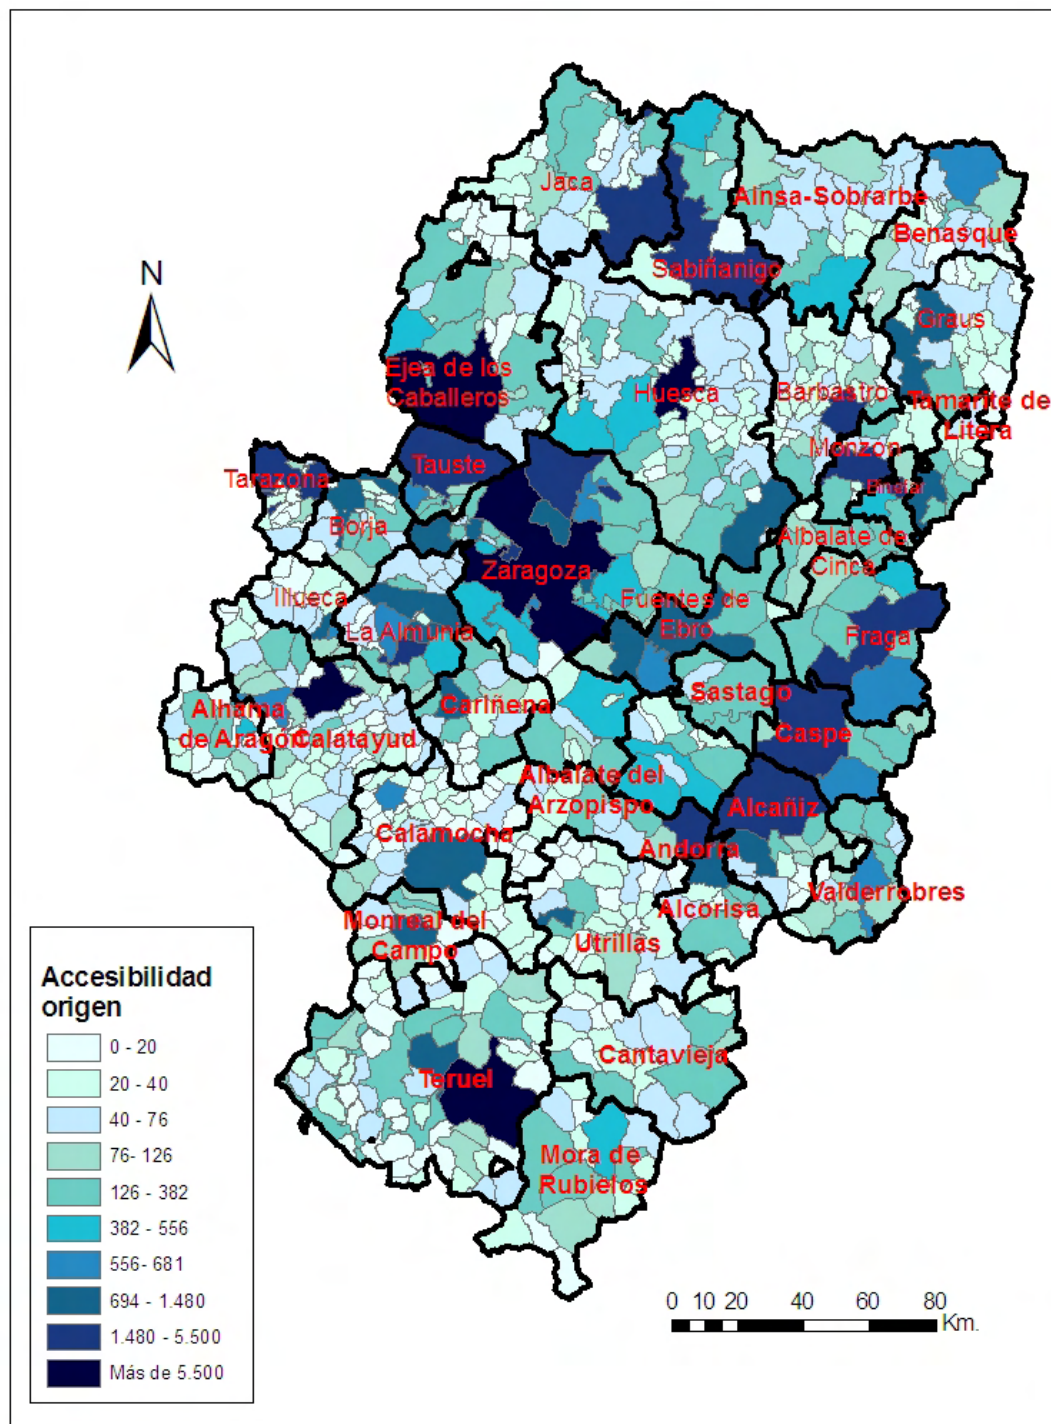 N
Jaca
Ainsa-Sobrarbe
Benasque
Sabiñanigo
Graus
Ejea de los
Caballeros
Huesca
Barbastro
Tamarite de
Litera
Monzon
Binefar
Tarazona
Tauste
Borja
Albalate de
Cinca
Zaragoza
Illueca
La Almunia
Fuentes de
Ebro
Fraga
Sastago
Cariñena
Alhama
de Aragón
Calatayud
Caspe
Albalate del
Arzopispo
Alcañiz
Calamocha
Andorra
Valderrobres
Alcorisa
Monreal del
Campo
Utrillas
Cantavieja
Teruel
Mora de
Rubielos
Accesibilidad
origen
0 - 20
20 - 40
40 - 76
76- 126
126 - 382
382 - 556
556- 681
694 - 1.480
1.480 - 5.500
Más de 5.500
0 10 20 40 60 80
Km.